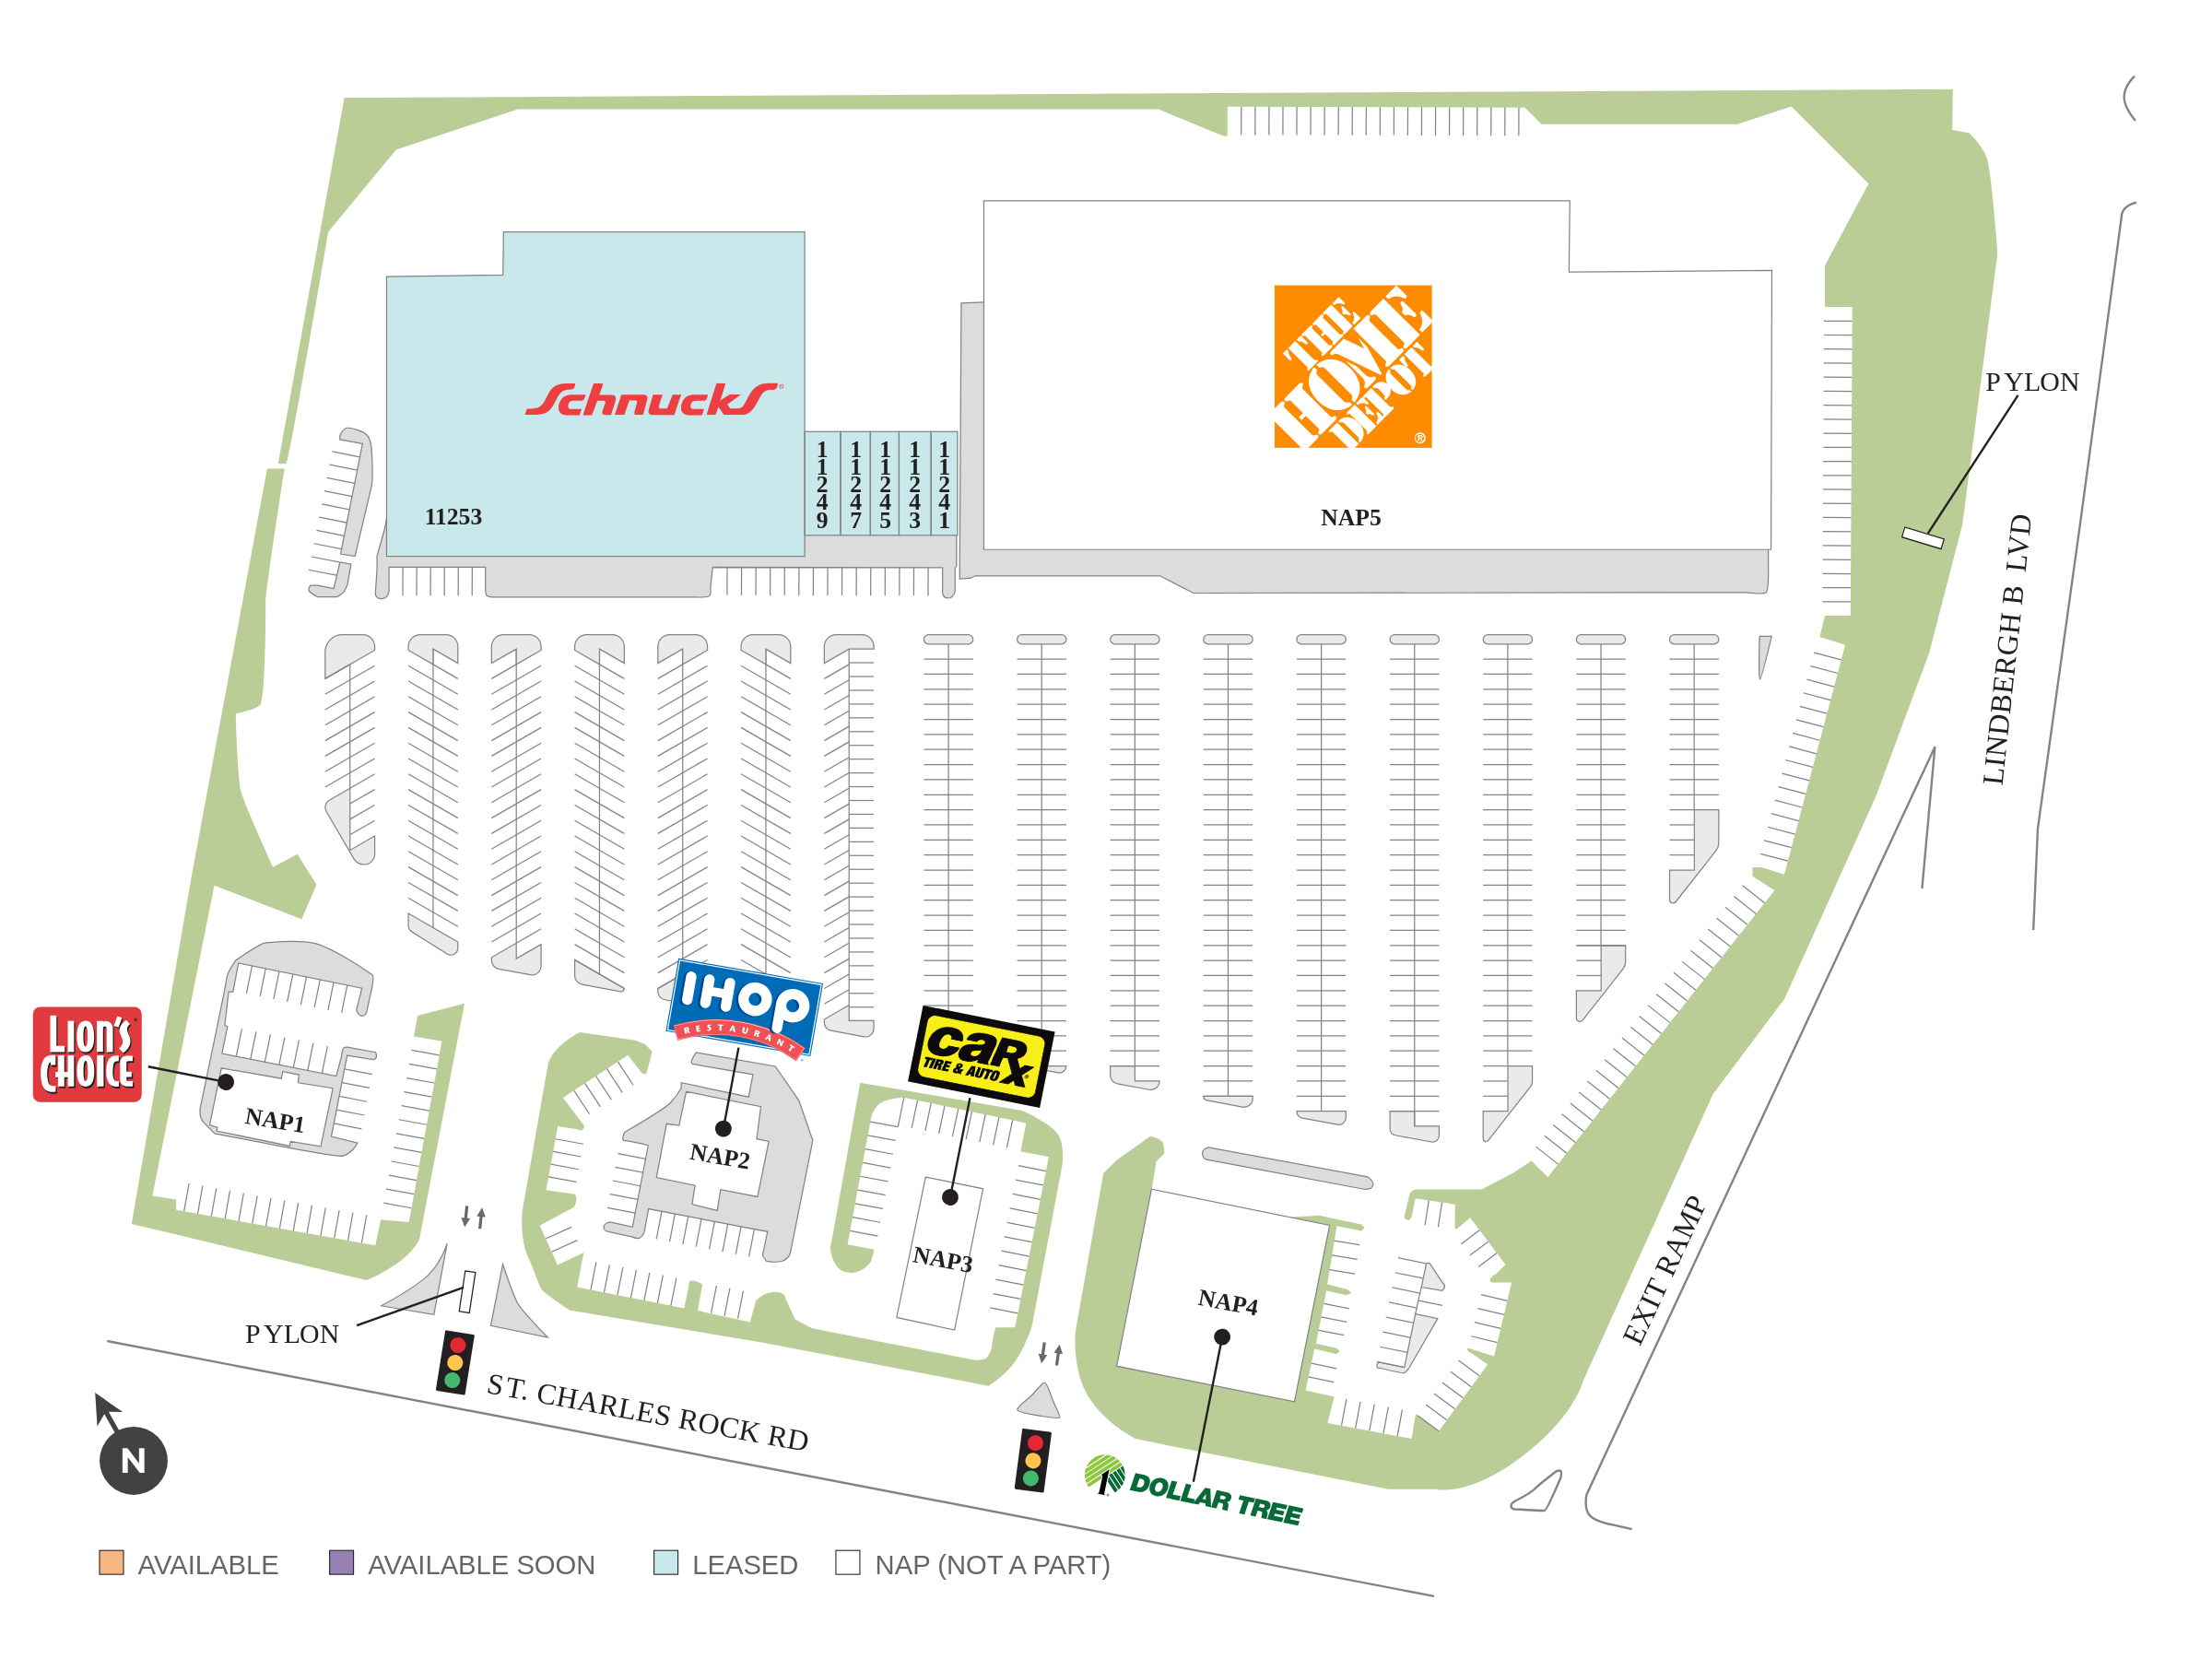 THE
HOME
DEPOT
®
PYLON
Schnucks®
11249
11247
11245
11243
11241
11253
NAP5
LINDBERGH BLVD
IHOP
RESTAURANT
LION'S
CHOICE
CAR X
TIRE & AUTO
NAP1
NAP2
NAP3
NAP4
EXIT RAMP
PYLON
ST. CHARLES ROCK RD
N
DOLLAR TREE
AVAILABLE
AVAILABLE SOON
LEASED
NAP (NOT A PART)